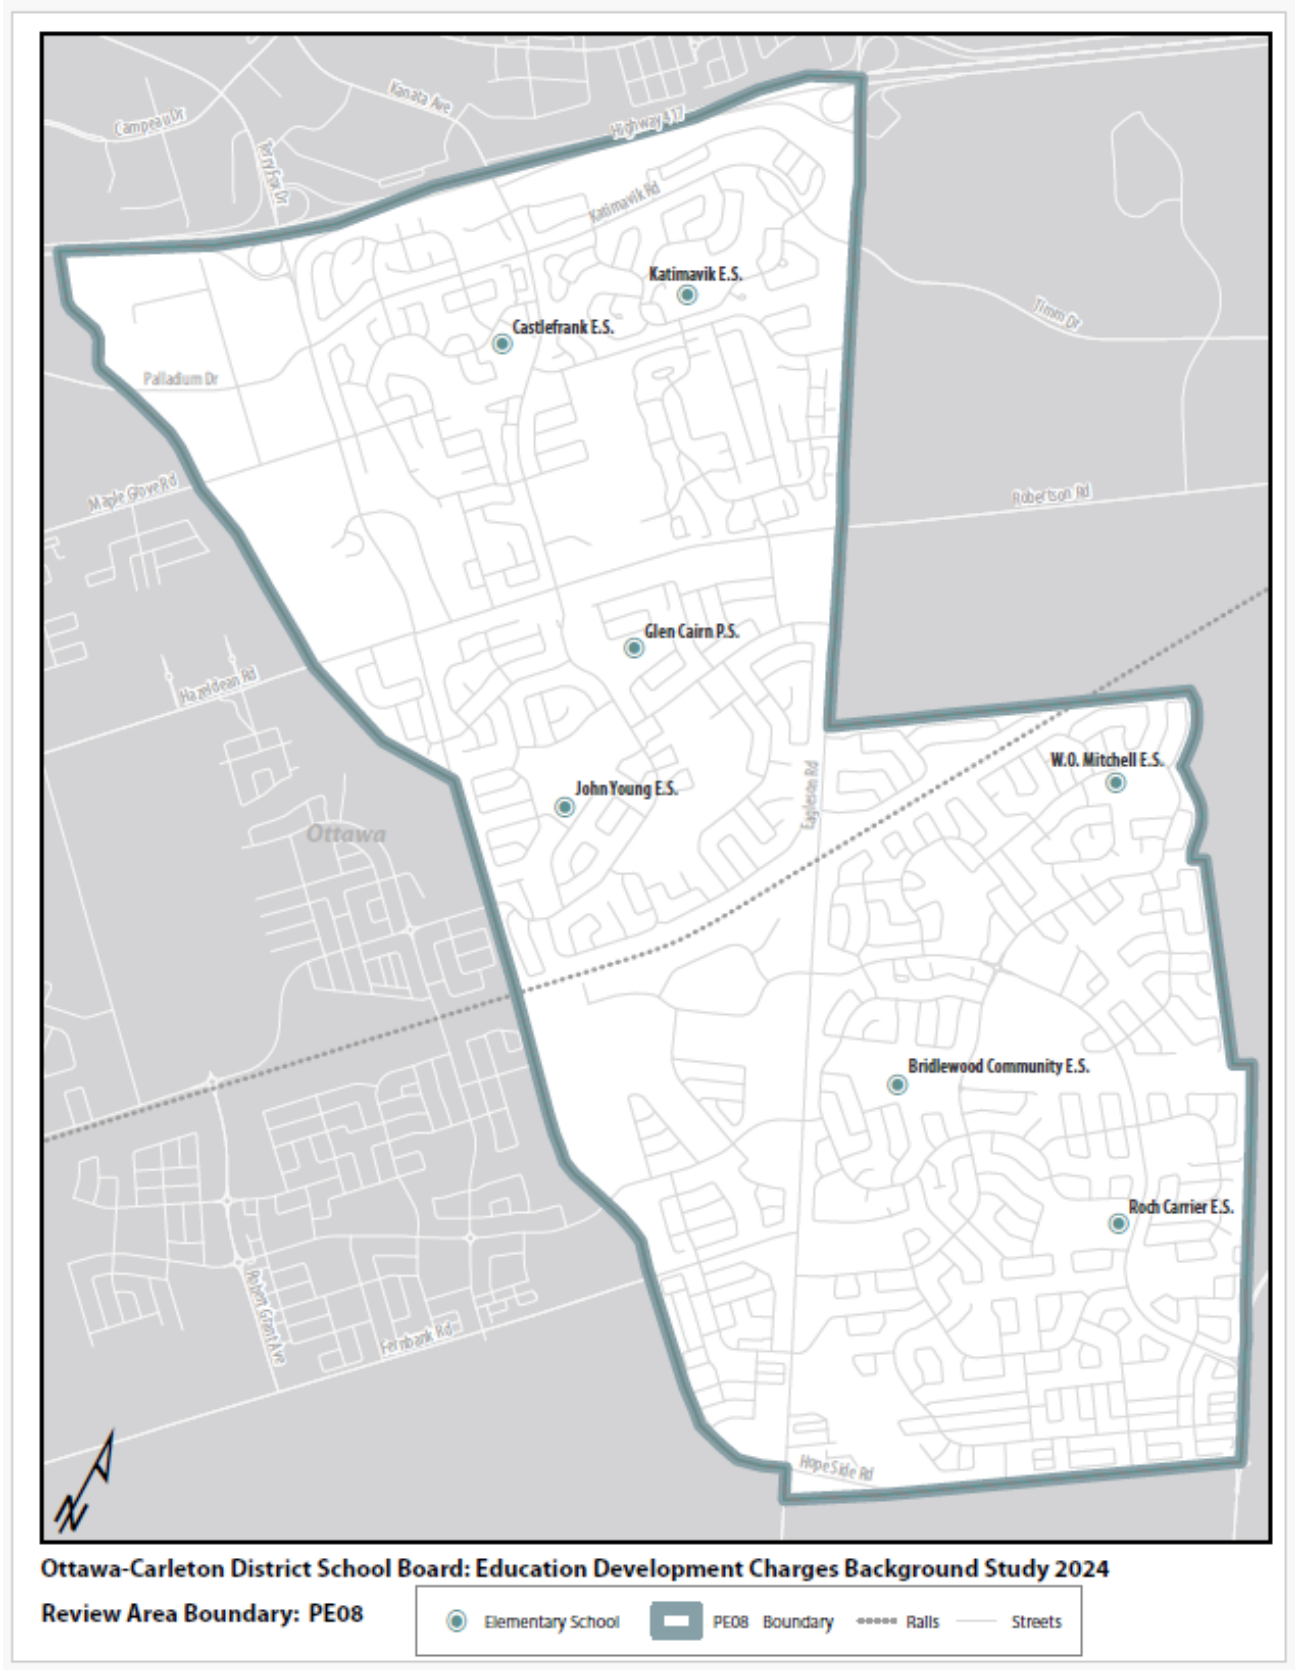 Kanata Ave
Campeau Dr
Highway 417
Terry Fox Dr
Katimavik Rd
Katimavik E.S.
Timm Dr
Castlefrank E.S.
Palladium Dr
Maple Glove Rd
Robertson Rd
Glen Cairn P.S.
Hazeldean Rd
W.O. Mitchell E.S.
John Young E.S.
Eagleson Rd
Ottawa
Bridlewood Community E.S.
Roch Carrier E.S.
Robert Grant Ave
Fernbank Rd
Hope Side Rd
N
Ottawa-Carleton District School Board: Education Development Charges Background Study 2024
Review Area Boundary: PE08
Elementary School PE08 Boundary Rails Streets